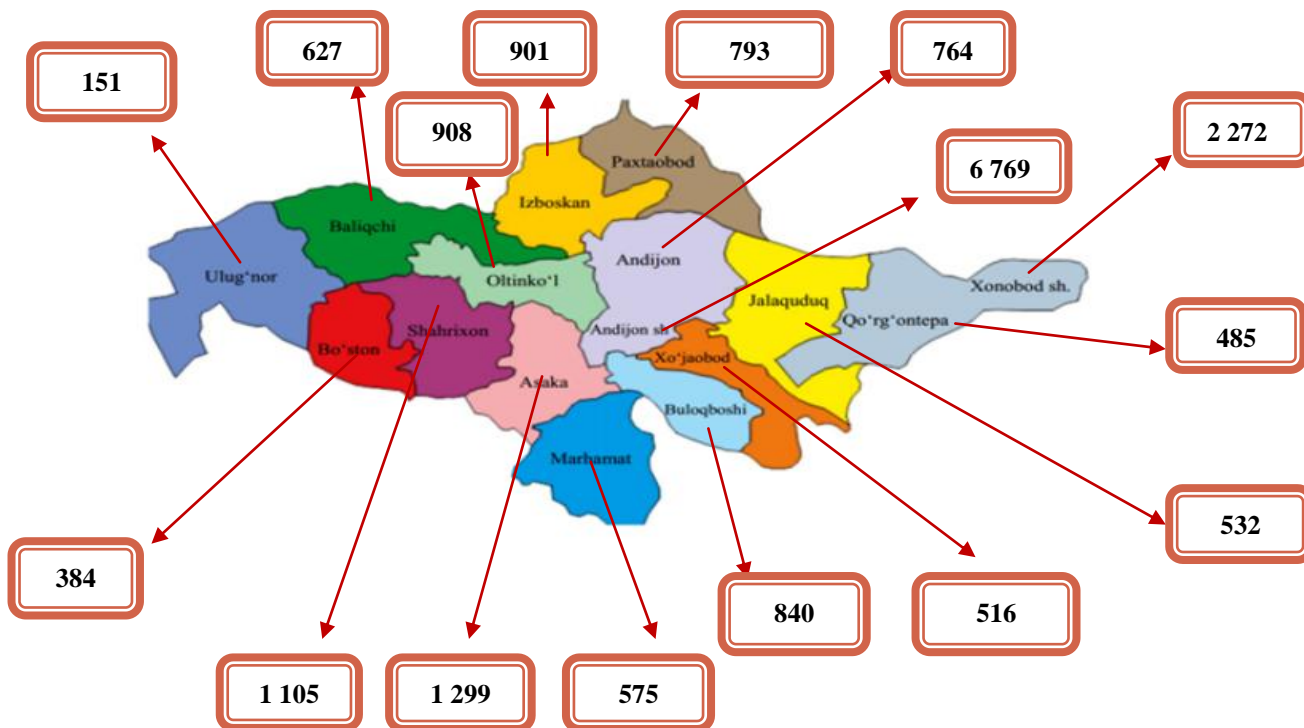 627
901
793
764
151
908
2 272
6 769
Paxtaobod
Izboskan
Baliqchi
Andijon
Ulug‘nor
Oltinko‘l
Xonobod sh.
Jalaquduq
Qo‘rg‘ontepa
Shahrixon
Andijon sh
Bo‘ston
Xo‘jaobod
485
Asaka
Buloqboshi
Marhamat
532
384
840
516
1 105
1 299
575